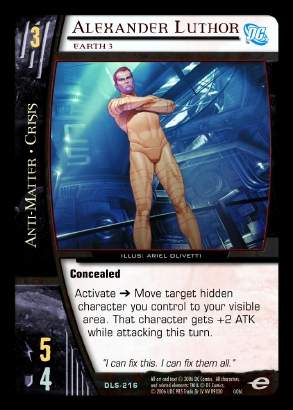 3
ALEXANDER LUTHOR
DC
EARTH 3
ANTI-MATTER • CRISIS
ILLUS: ARIEL OLIVETTI
Concealed
Activate ➔ Move target hidden
character you control to your visible
area. That character gets +2 ATK
while attacking this turn.
"I can fix this. I can fix them all."
5
4
DLS-216